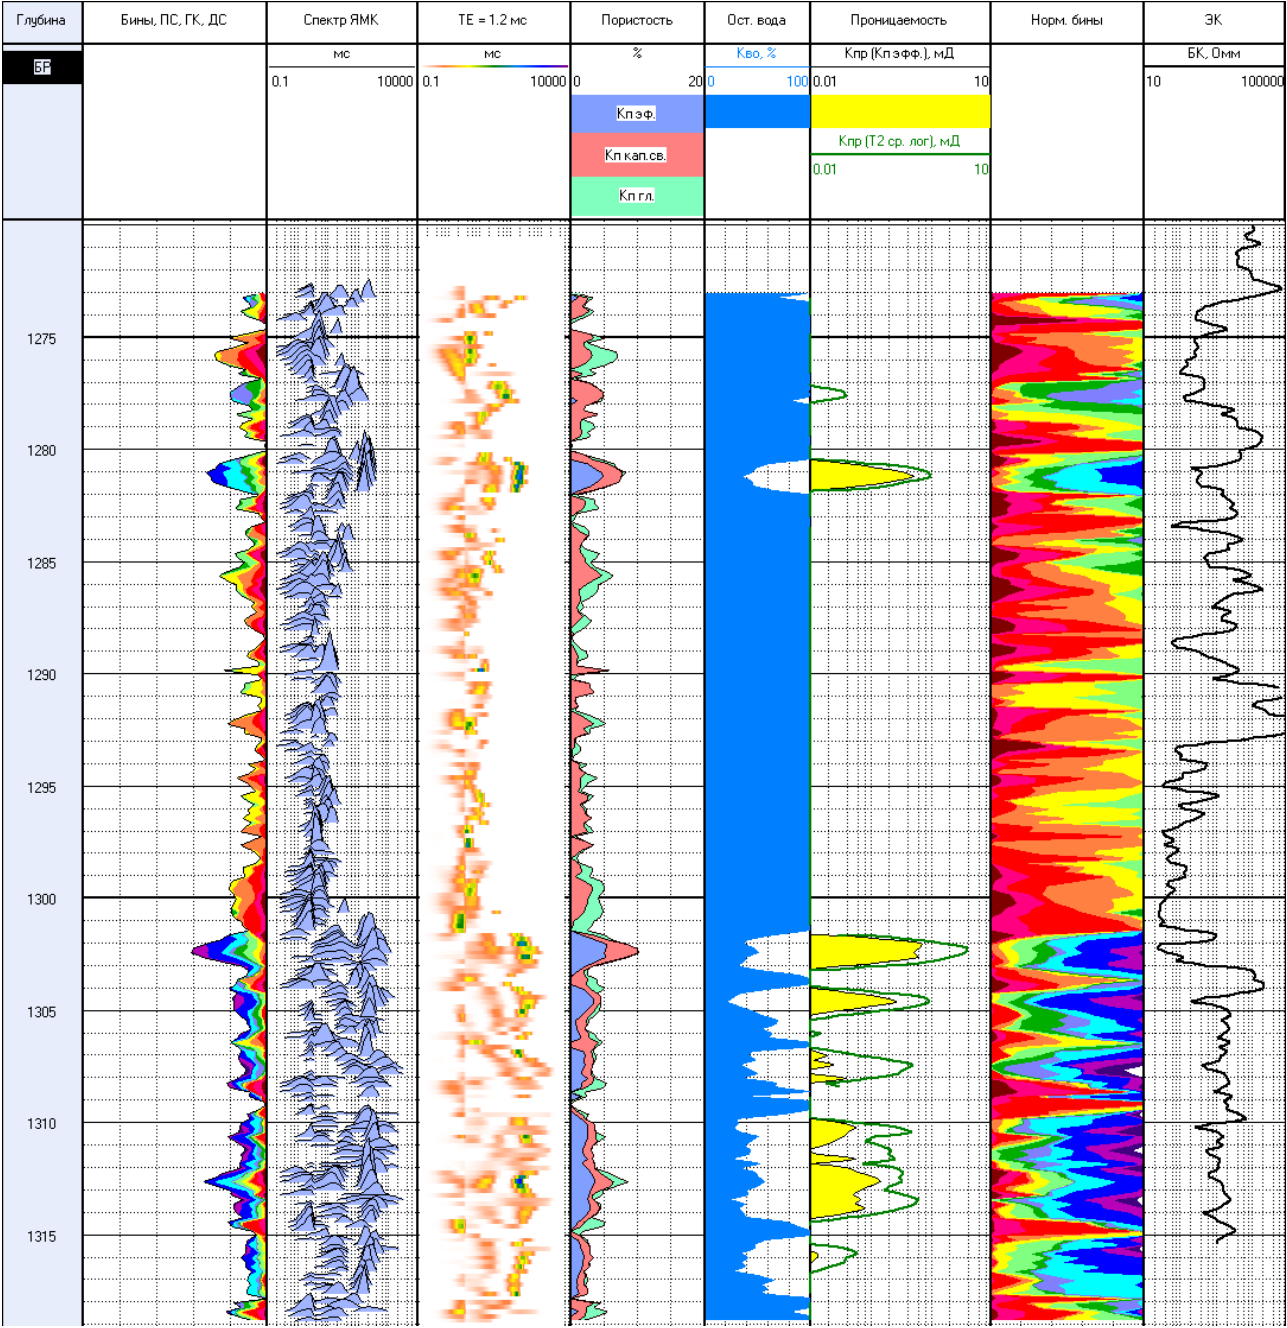 Глубина Бины, ПС, ГК, ДС Спектр ЯМК TE = 1.2 мс Пористость Ост. вода Проницаемость Норм. бины ЭК
БР мс мс % Кво, % Кпр (Кп эфф.), мД БК, Омм
0.1 10000 0.1 10000 0 20 0 100 0.01 10 10 100000
Кп эф.
Кпр (Т2 ср. лог), мД
Кп кап.св.
0.01 10
Кп гл.
1275
1280
1285
1290
1295
1300
1305
1310
1315